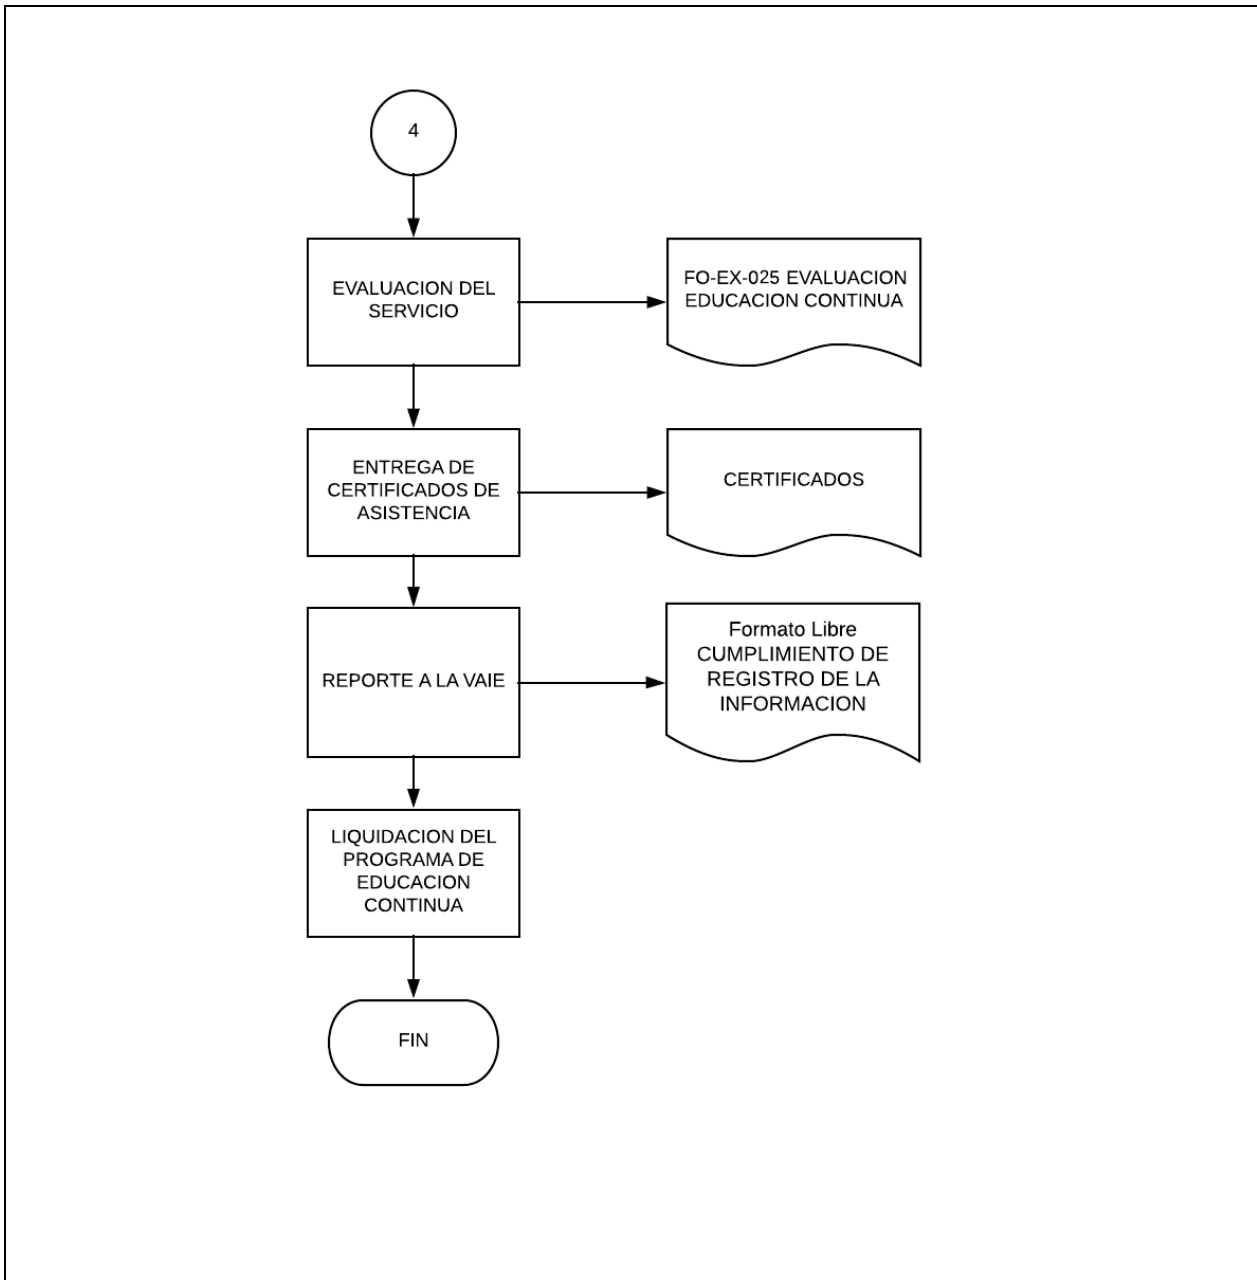 4
EVALUACION DEL
SERVICIO
FO-EX-025 EVALUACION
EDUCACION CONTINUA
ENTREGA DE
CERTIFICADOS DE
ASISTENCIA
CERTIFICADOS
REPORTE A LA VAIE
Formato Libre
CUMPLIMIENTO DE
REGISTRO DE LA
INFORMACION
LIQUIDACION DEL
PROGRAMA DE
EDUCACION
CONTINUA
FIN